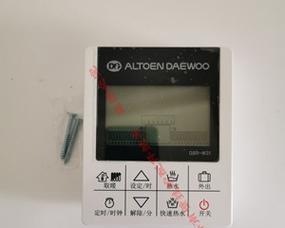 ALTOEN DAEWOO
DBR-W31
取暖 设定/时 热水 外出
定时/时钟 解除/分 快速热水 开关